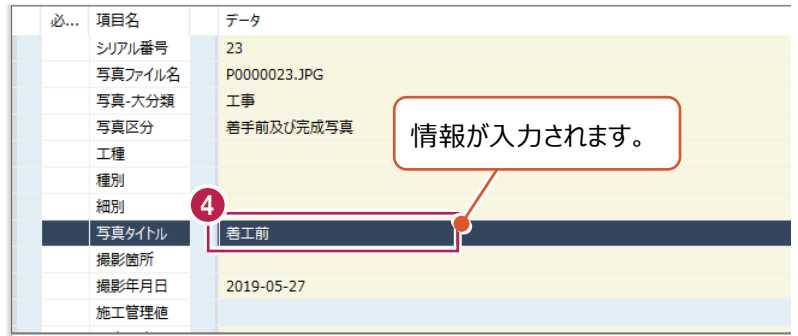 必... 項目名 データ
シリアル番号 23
写真ファイル名 P0000023.JPG
写真-大分類 工事
写真区分 着手前及び完成写真
情報が入力されます。
工種
種別
細別
4
写真タイトル 着工前
撮影箇所
撮影年月日 2019-05-27
施工管理値